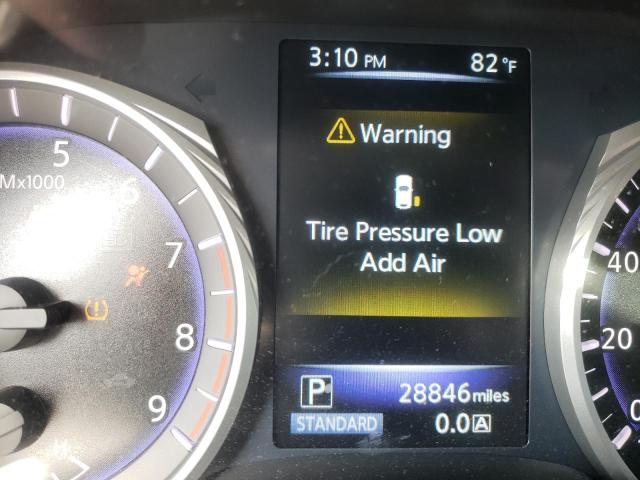 3:10 PM 82°F
Warning
Tire Pressure Low
Add Air
P 28846 miles
STANDARD 0.0 A
5
Mx1000
6
7
8
9
H
40
20
0